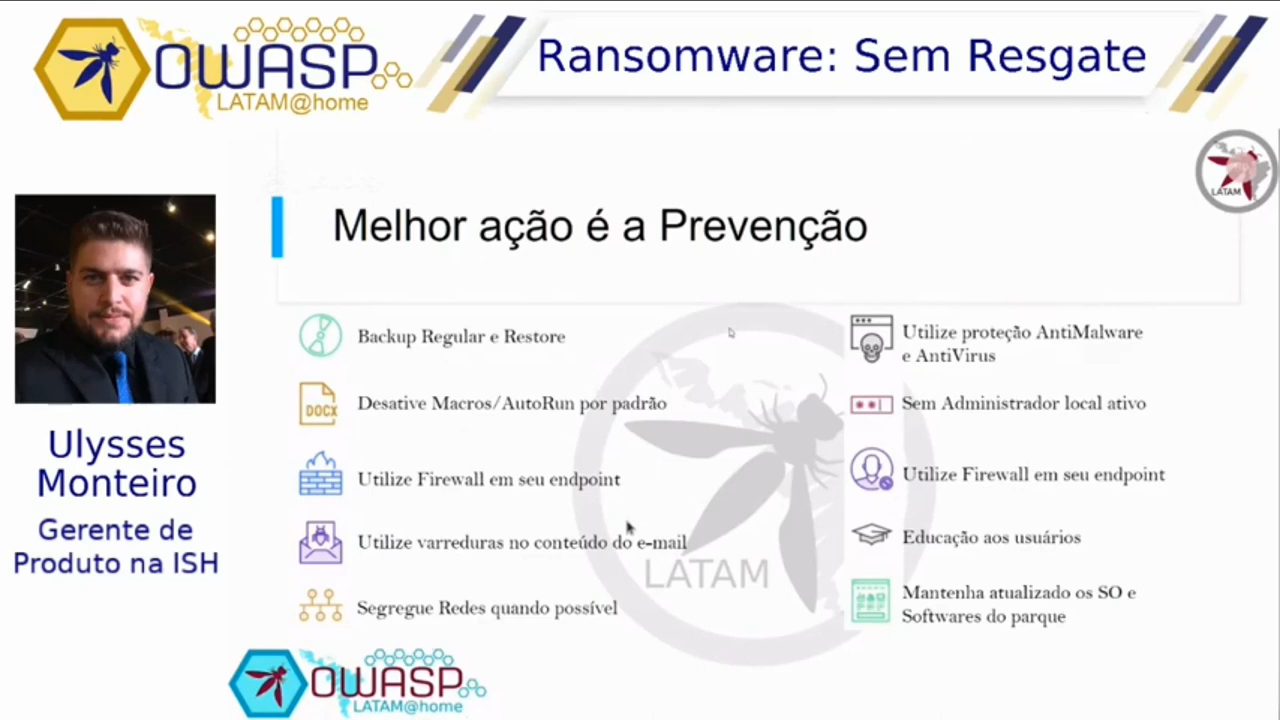 OWASP
LATAM@home
Ransomware: Sem Resgate
LATAM
Melhor ação é a Prevenção
Ulysses
Monteiro
Gerente de
Produto na ISH
Backup Regular e Restore
DOCX
Desative Macros/AutoRun por padrão
Utilize Firewall em seu endpoint
Utilize varreduras no conteúdo do e-mail
Segregue Redes quando possível
Utilize proteção AntiMalware
e AntiVirus
Sem Administrador local ativo
Utilize Firewall em seu endpoint
Educação aos usuários
Mantenha atualizado os SO e
Softwares do parque
LATAM
OWASP
LATAM@home